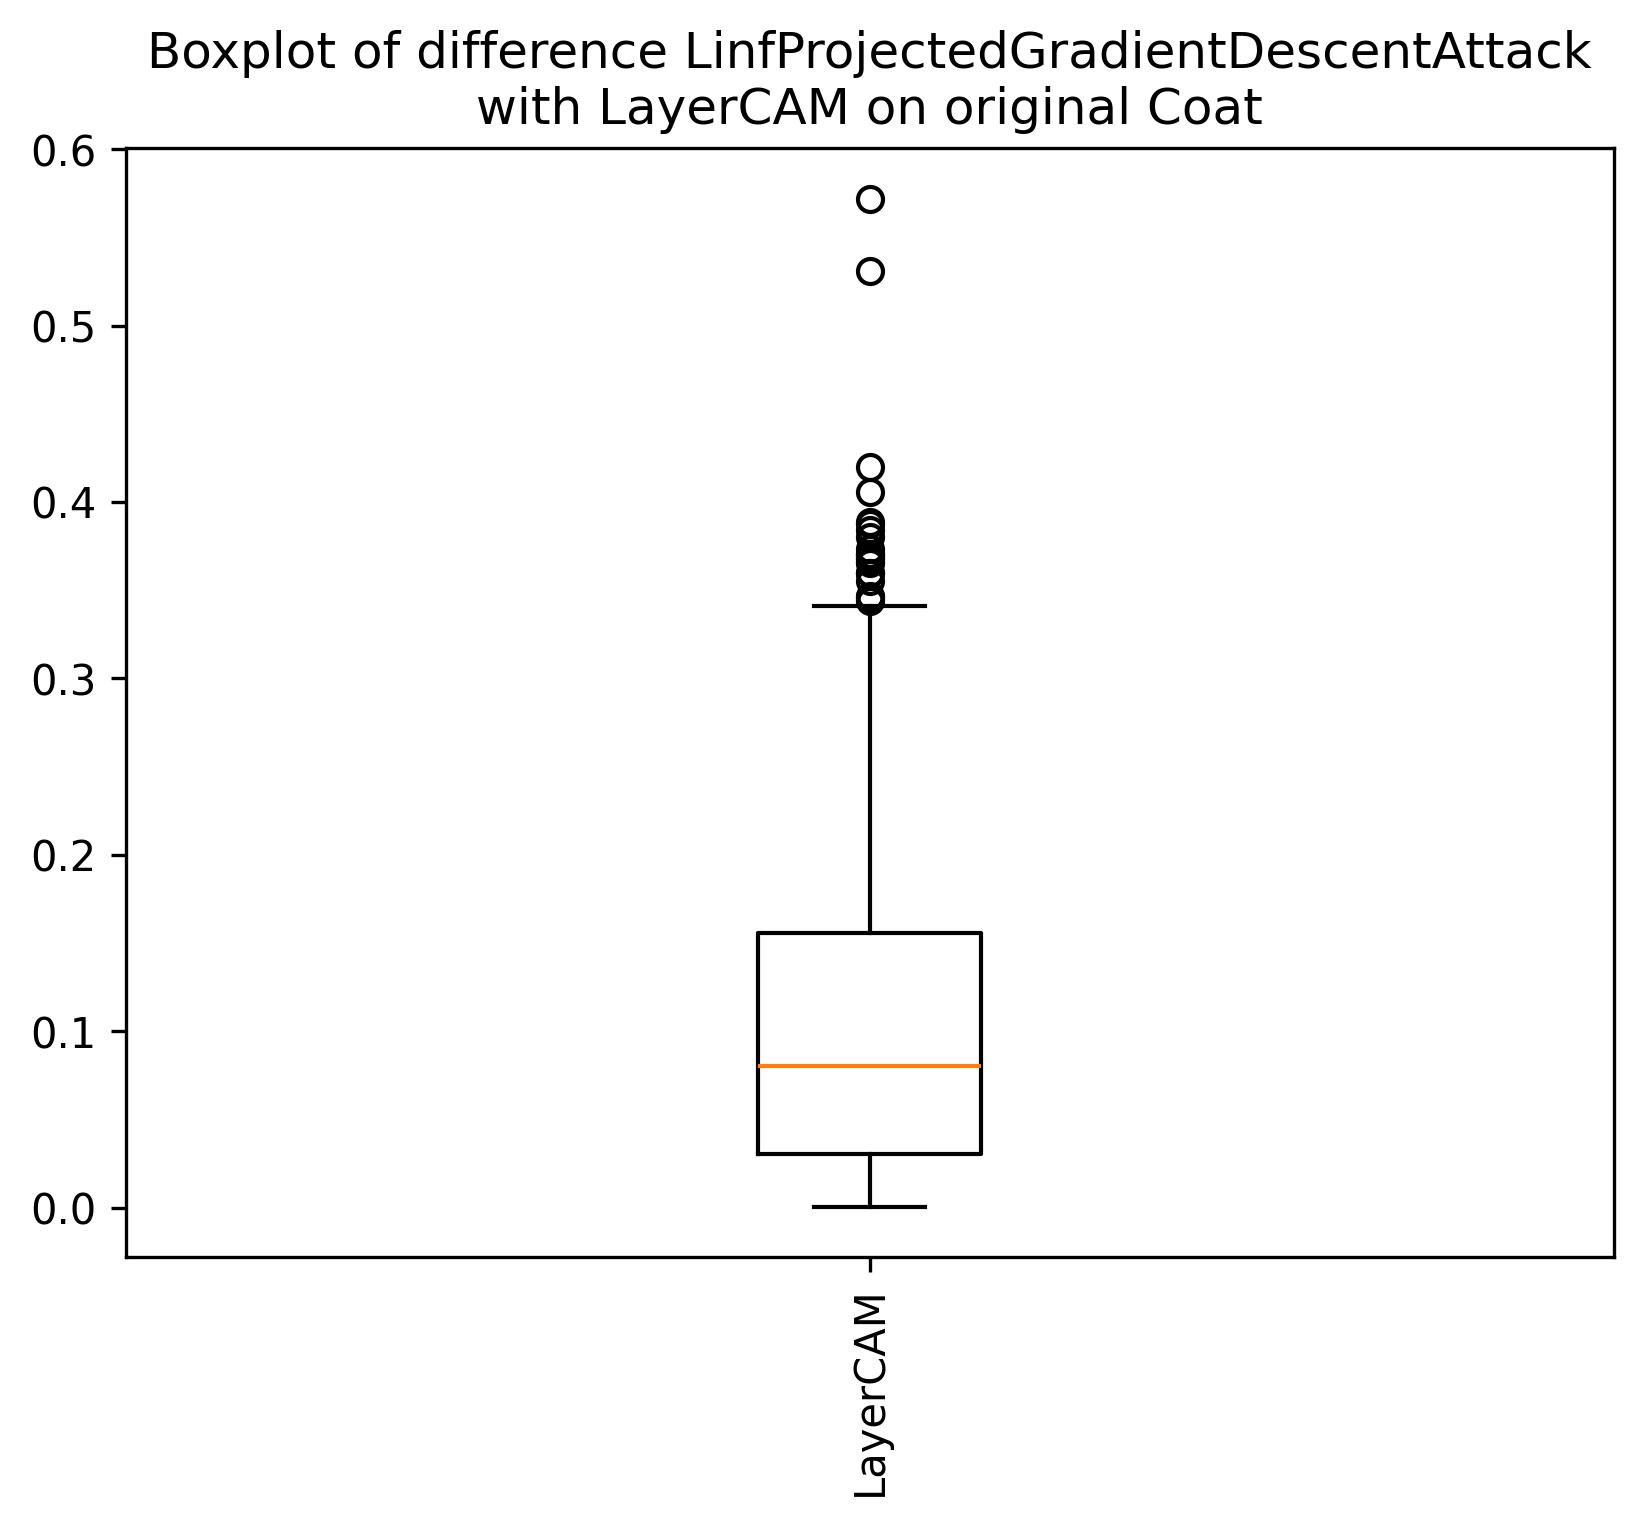 Boxplot of difference LinfProjectedGradientDescentAttack
with LayerCAM on original Coat
0.6
0.5
0.4
0.3
0.2
0.1
0.0
LayerCAM